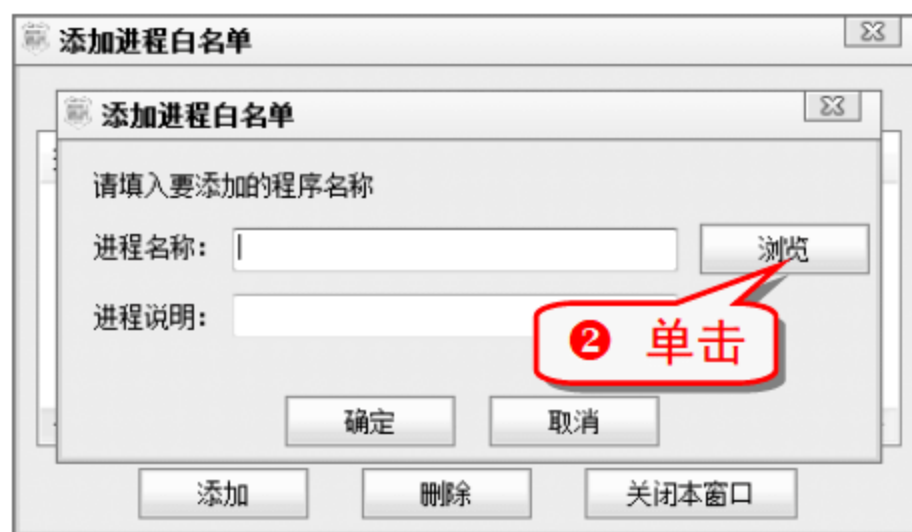 添加进程白名单
添加进程白名单
请填入要添加的程序名称
进程名称： 浏览
进程说明：
❷ 单击
确定 取消
添加 删除 关闭本窗口